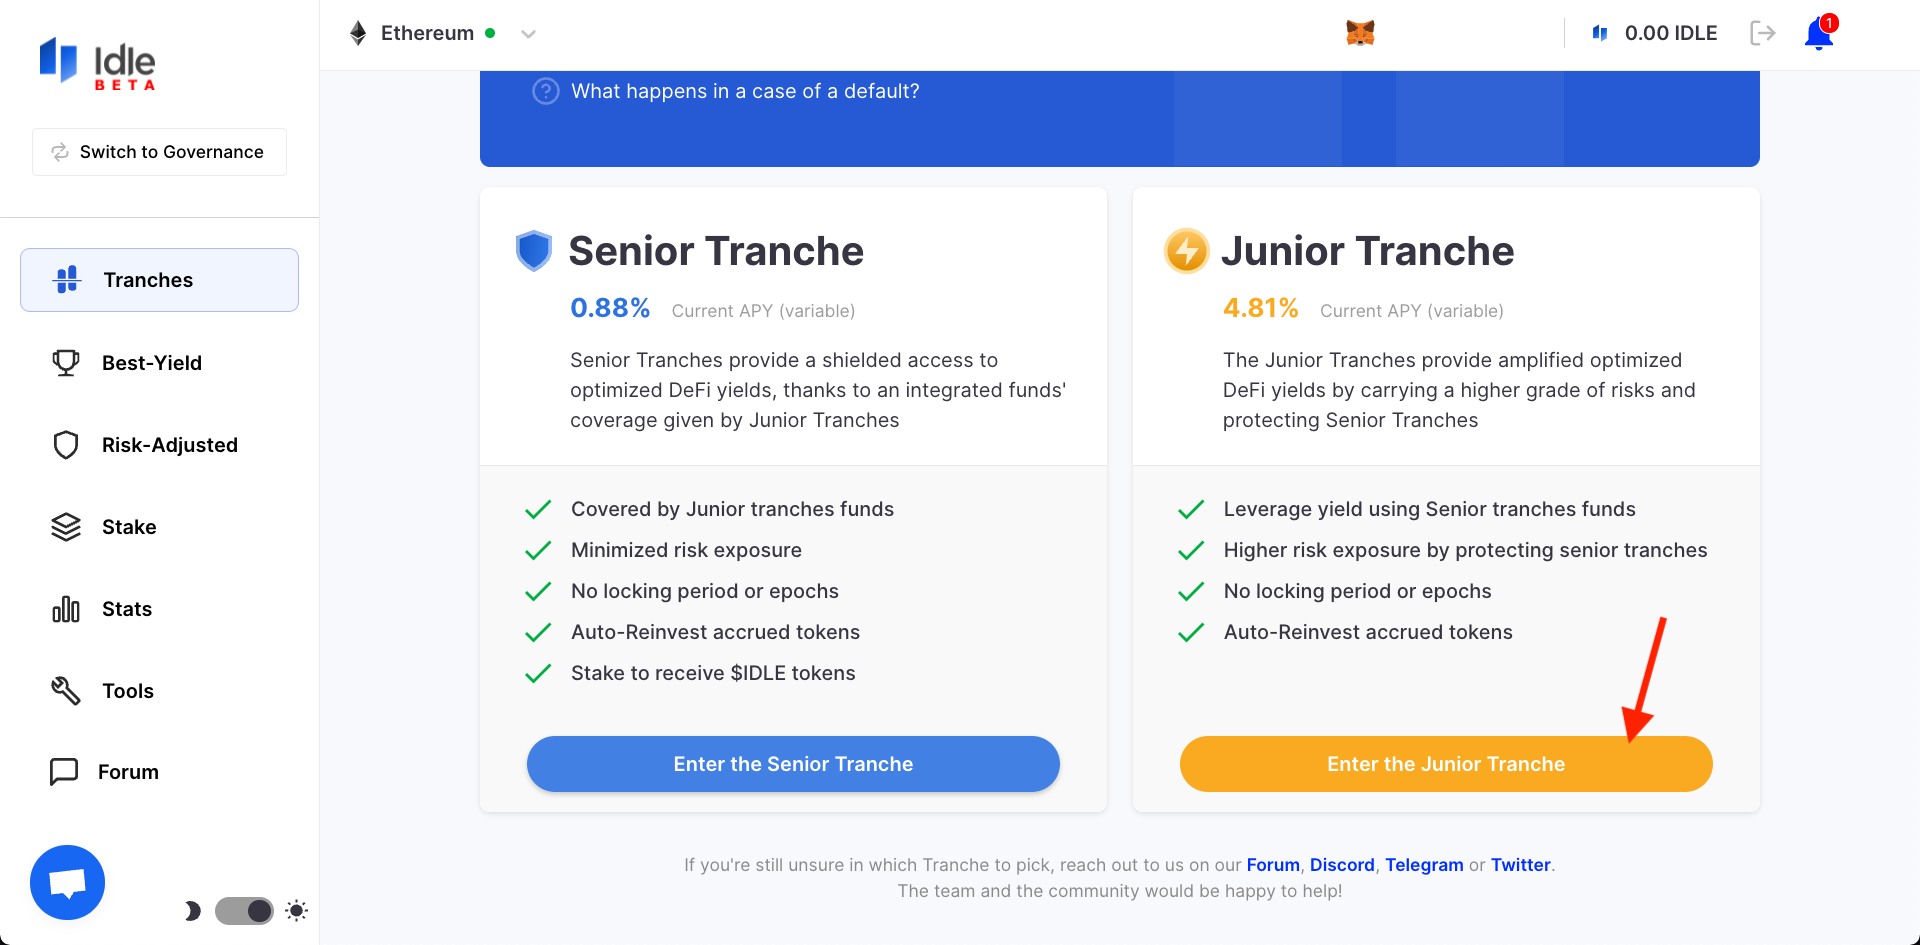 Idle
BETA
Switch to Governance
Tranches
Best-Yield
Risk-Adjusted
Stake
Stats
Tools
Forum
Ethereum
0.00 IDLE
1
? What happens in a case of a default?
Senior Tranche
0.88% Current APY (variable)
Senior Tranches provide a shielded access to
optimized DeFi yields, thanks to an integrated funds'
coverage given by Junior Tranches
Covered by Junior tranches funds
Minimized risk exposure
No locking period or epochs
Auto-Reinvest accrued tokens
Stake to receive $IDLE tokens
Enter the Senior Tranche
Junior Tranche
4.81% Current APY (variable)
The Junior Tranches provide amplified optimized
DeFi yields by carrying a higher grade of risks and
protecting Senior Tranches
Leverage yield using Senior tranches funds
Higher risk exposure by protecting senior tranches
No locking period or epochs
Auto-Reinvest accrued tokens
Enter the Junior Tranche
If you're still unsure in which Tranche to pick, reach out to us on our Forum, Discord, Telegram or Twitter.
The team and the community would be happy to help!